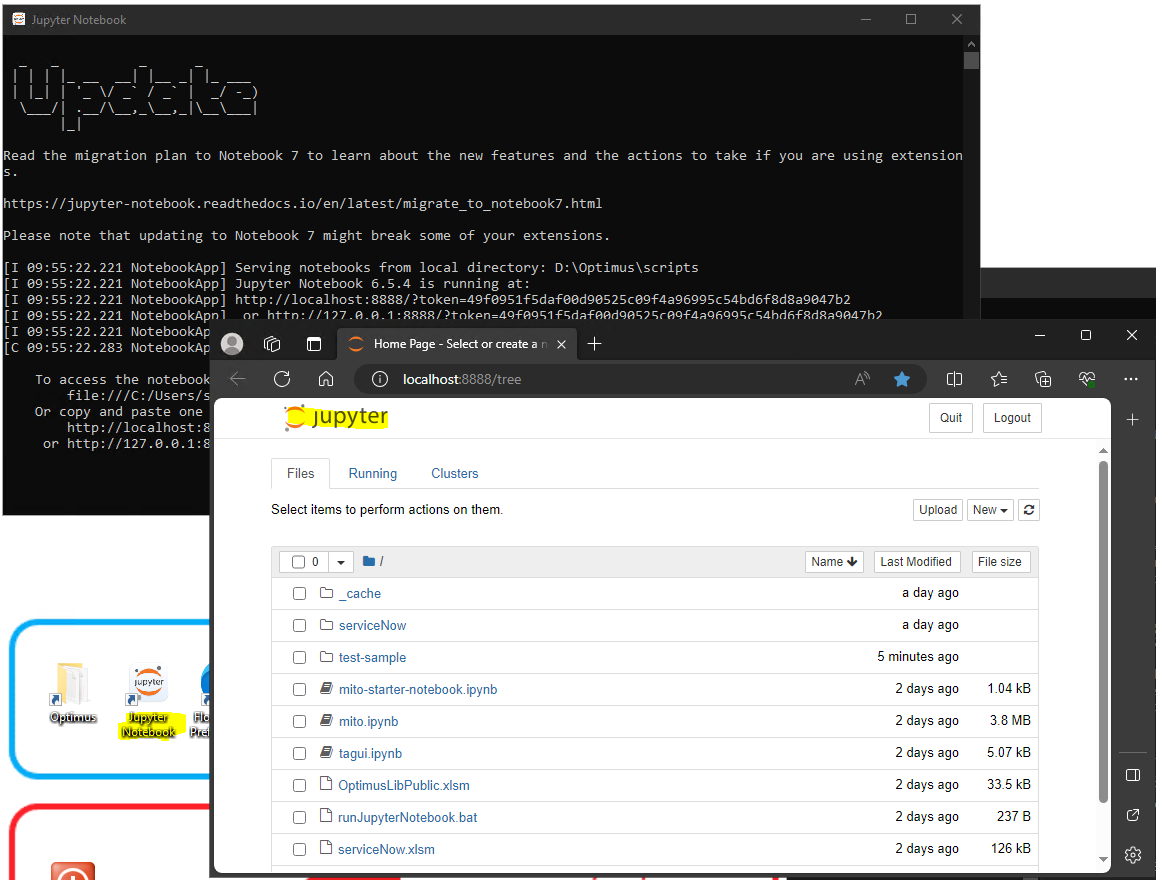 Jupyter Notebook
Update
Read the migration plan to Notebook 7 to learn about the new features and the actions to take if you are using extension
s.
https://jupyter-notebook.readthedocs.io/en/latest/migrate_to_notebook7.html
Please note that updating to Notebook 7 might break some of your extensions.
[I 09:55:22.221 NotebookApp] Serving notebooks from local directory: D:\Optimus\scripts
[I 09:55:22.221 NotebookApp] Jupyter Notebook 6.5.4 is running at:
[I 09:55:22.221 NotebookApp] http://localhost:8888/?token=49f0951f5daf00d90525c09f4a96995c54bd6f8d8a9047b2
[I 09:55:22.221 NotebookApp]  or http://127.0.0.1:8888/?token=49f0951f5daf00d90525c09f4a96995c54bd6f8d8a9047b2
[I 09:55:22.221 NotebookAp
[C 09:55:22.283 NotebookAp
To access the notebook
file:///C:/Users/s
Or copy and paste one
http://localhost:8
or http://127.0.0.1:8
Home Page - Select or create a n
localhost:8888/tree
jupyter
Quit Logout
Files Running Clusters
Select items to perform actions on them.
Upload New
0 / Name Last Modified File size
_cache a day ago
serviceNow a day ago
test-sample 5 minutes ago
mito-starter-notebook.ipynb 2 days ago 1.04 kB
mito.ipynb 2 days ago 3.8 MB
tagui.ipynb 2 days ago 5.07 kB
OptimusLibPublic.xlsm 2 days ago 33.5 kB
runJupyterNotebook.bat 2 days ago 237 B
serviceNow.xlsm 2 days ago 126 kB
jupyter
Optimus
Jupyter
Notebook
Flo
Pre